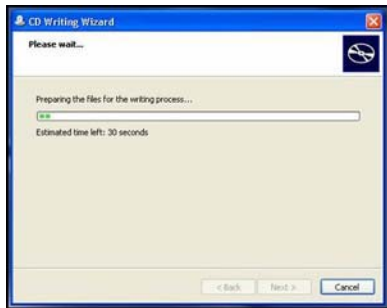 CD Writing Wizard
Please wait...
Preparing the files for the writing process...
Estimated time left: 30 seconds
< Back Next > Cancel